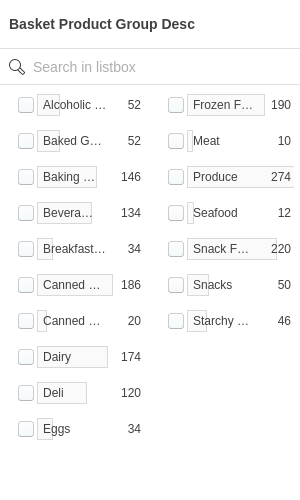 Basket Product Group Desc
Search in listbox
Alcoholic ... 52
Baked G... 52
Baking ... 146
Bevera... 134
Breakfast... 34
Canned ... 186
Canned ... 20
Dairy 174
Deli 120
Eggs 34
Frozen F... 190
Meat 10
Produce 274
Seafood 12
Snack F... 220
Snacks 50
Starchy ... 46